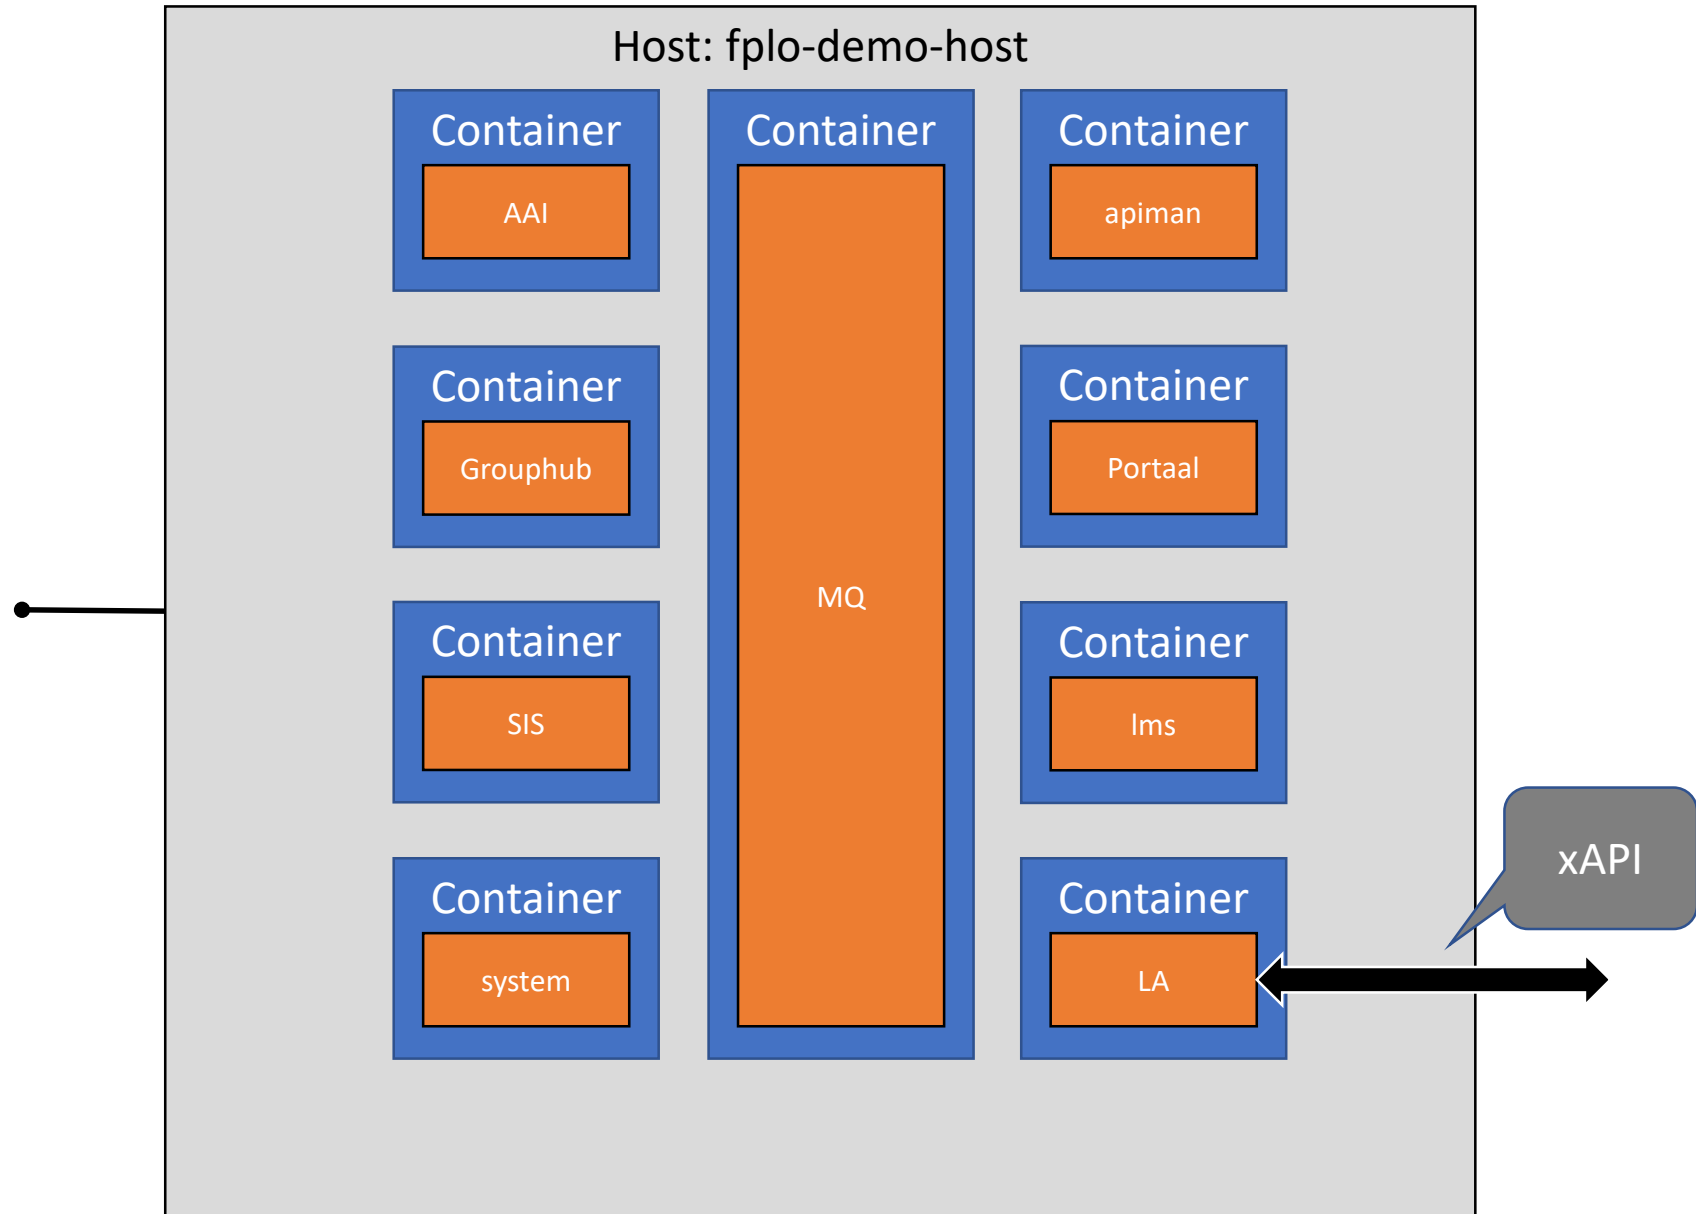 Host: fplo-demo-host
Container
AAI
Container
MQ
Container
apiman
Container
Grouphub
Container
Portaal
Container
SIS
Container
lms
Container
system
Container
LA
xAPI